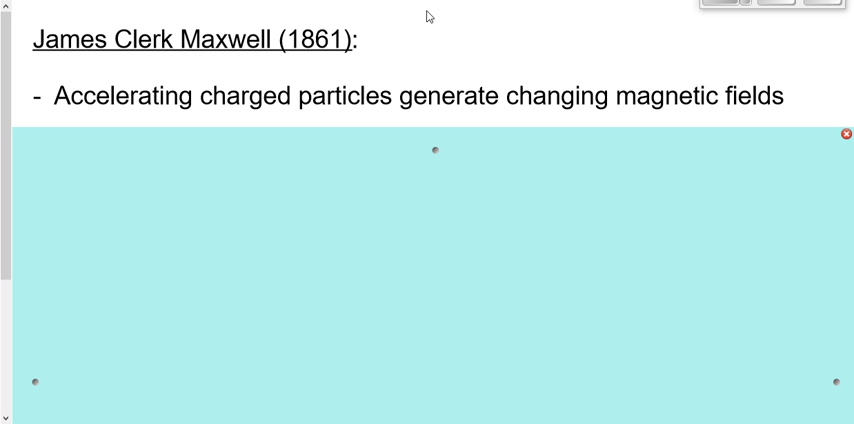 James Clerk Maxwell (1861):
- Accelerating charged particles generate changing magnetic fields